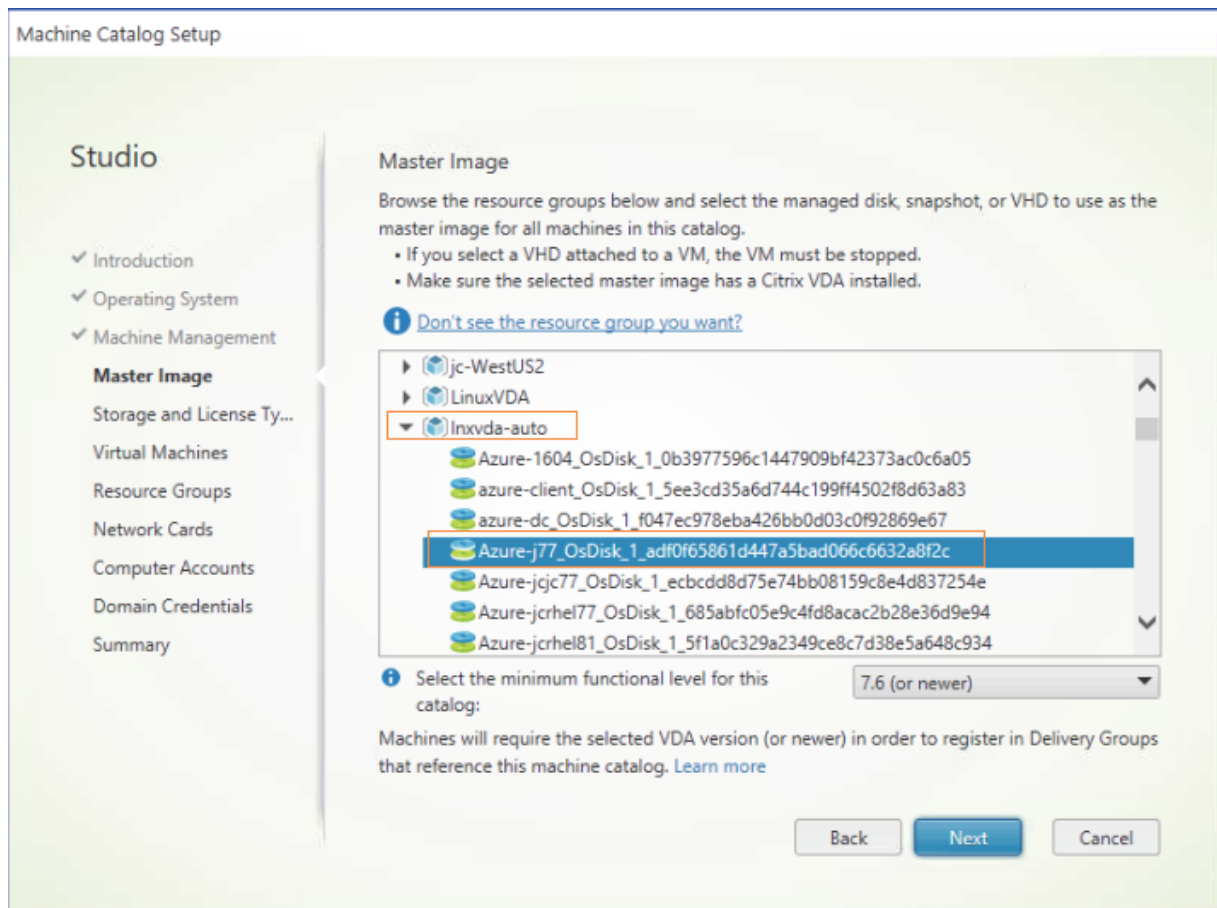 Machine Catalog Setup
Studio
Introduction
Operating System
Machine Management
Master Image
Storage and License Ty...
Virtual Machines
Resource Groups
Network Cards
Computer Accounts
Domain Credentials
Summary
Master Image
Browse the resource groups below and select the managed disk, snapshot, or VHD to use as the
master image for all machines in this catalog.
• If you select a VHD attached to a VM, the VM must be stopped.
• Make sure the selected master image has a Citrix VDA installed.
Don't see the resource group you want?
jc-WestUS2
LinuxVDA
lnxvda-auto
Azure-1604_OsDisk_1_0b3977596c1447909bf42373ac0c6a05
azure-client_OsDisk_1_5ee3cd35a6d744c199ff4502f8d63a83
azure-dc_OsDisk_1_f047ec978eba426bb0d03c0f92869e67
Azure-j77_OsDisk_1_adf0f65861d447a5bad066c6632a8f2c
Azure-jcjc77_OsDisk_1_ecbcdd8d75e74bb08159c8e4d837254e
Azure-jcrhel77_OsDisk_1_685abfc05e9c4fd8acac2b28e36d9e94
Azure-jcrhel81_OsDisk_1_5f1a0c329a2349ce8c7d38e5a648c934
Select the minimum functional level for this
catalog:
7.6 (or newer)
Machines will require the selected VDA version (or newer) in order to register in Delivery Groups
that reference this machine catalog. Learn more
Back
Next
Cancel